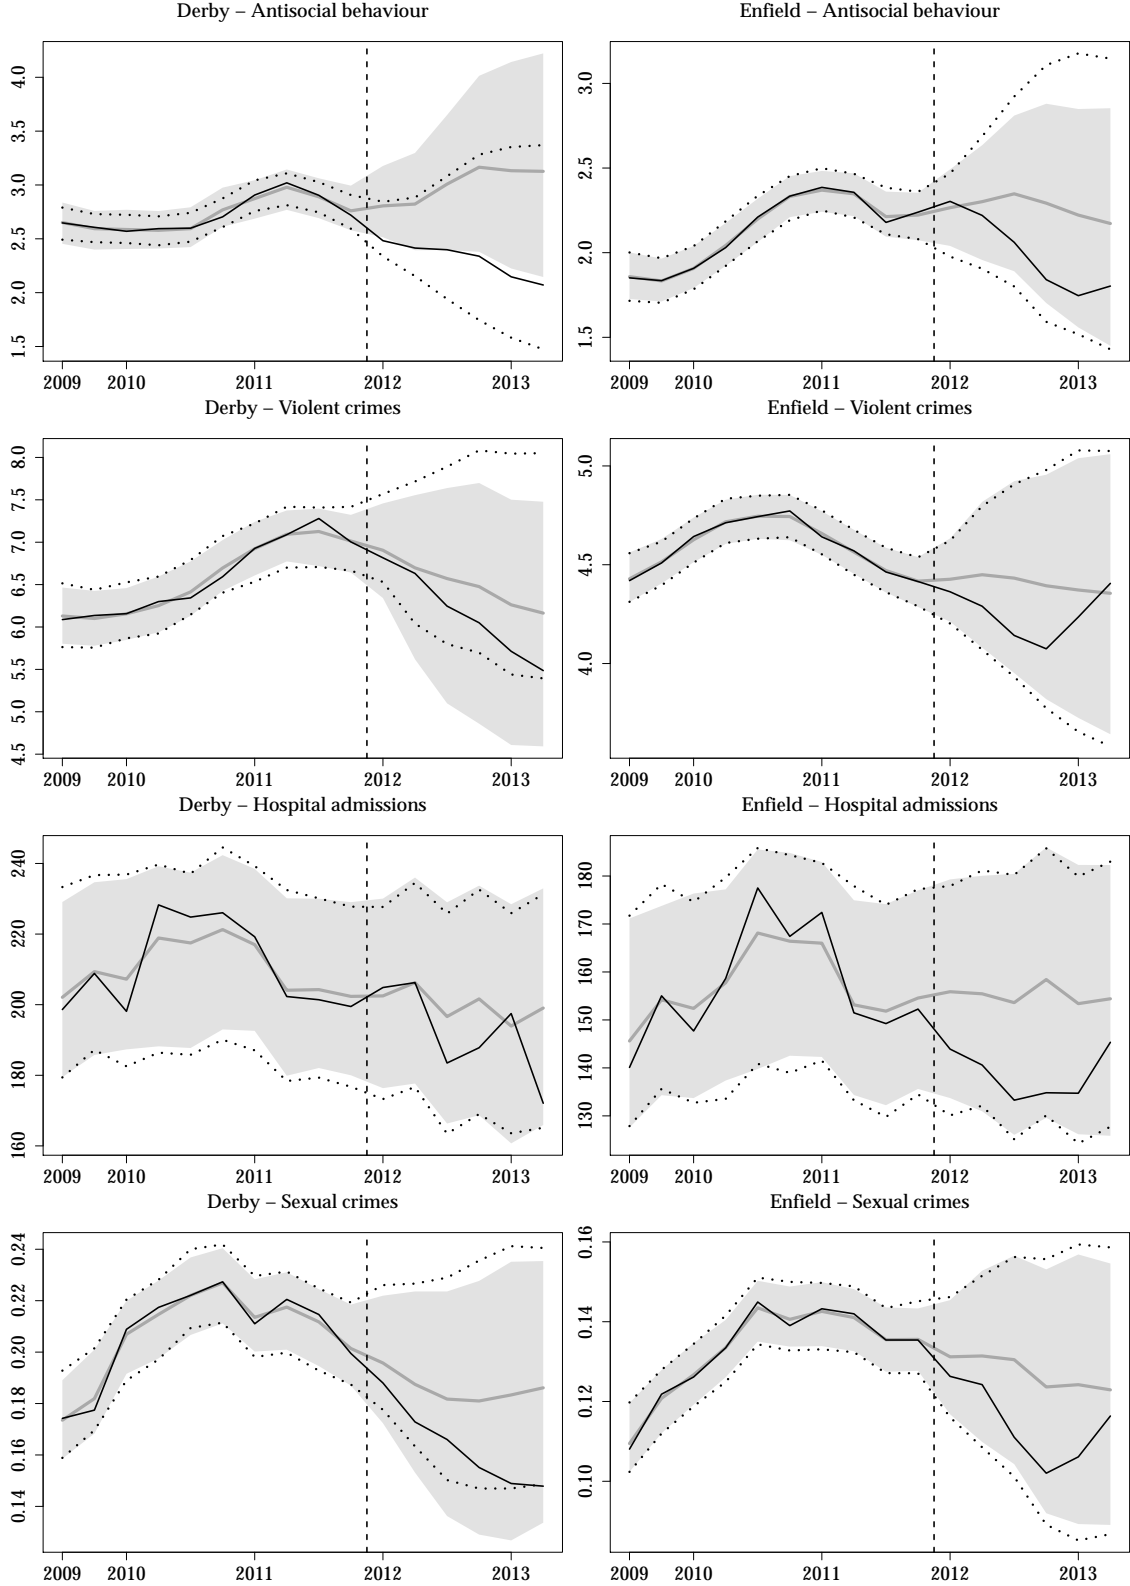 Derby – Antisocial behaviour
4.0
3.5
3.0
2.5
2.0
1.5
2009 2010 2011 2012 2013
Enfield – Antisocial behaviour
3.0
2.5
2.0
1.5
2009 2010 2011 2012 2013
Derby – Violent crimes
8.0
7.5
7.0
6.5
6.0
5.5
5.0
4.5
2009 2010 2011 2012 2013
Enfield – Violent crimes
5.0
4.5
4.0
2009 2010 2011 2012 2013
Derby – Hospital admissions
240
220
200
180
160
2009 2010 2011 2012 2013
Enfield – Hospital admissions
180
170
160
150
140
130
2009 2010 2011 2012 2013
Derby – Sexual crimes
0.24
0.22
0.20
0.18
0.16
0.14
2009 2010 2011 2012 2013
Enfield – Sexual crimes
0.16
0.14
0.12
0.10
2009 2010 2011 2012 2013